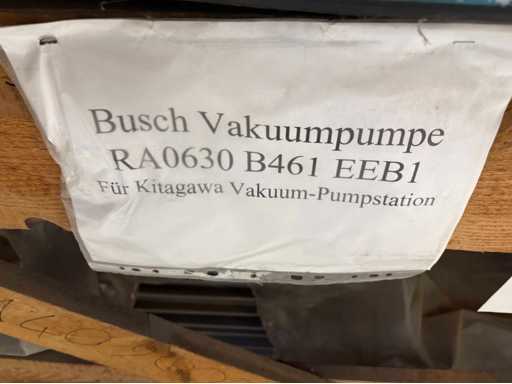 Busch Vakuumpumpe
RA0630 B461 EEB1
Für Kitagawa Vakuum-Pumpstation